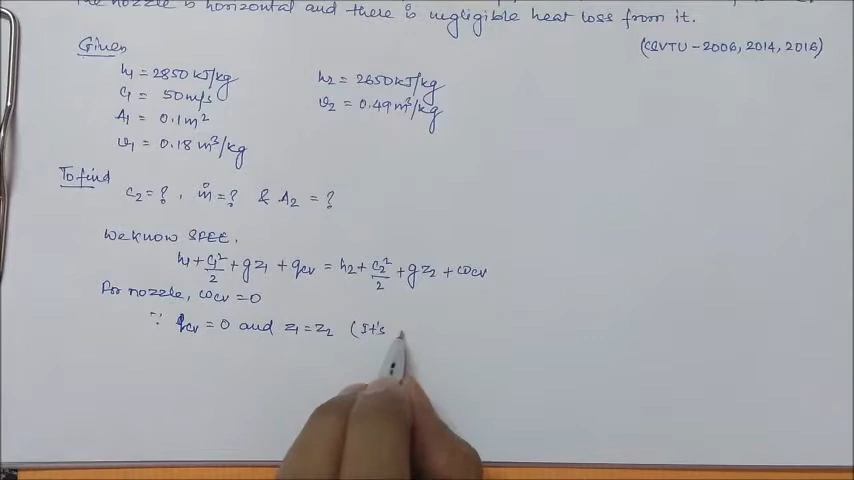 The nozzle is horizontal and there is negligible heat loss from it.
(CQVTU - 2006, 2014, 2016)
Given
h1 = 2850 kJ/kg h2 = 2650 kJ/kg
C1 = 50 m/s v2 = 0.49 m³/kg
A1 = 0.1 m²
v1 = 0.18 m³/kg
To find
C2 = ? , ṁ = ? & A2 = ?
We know SFEE,
h1 + C1²/2 + gz1 + qcv = h2 + C2²/2 + gz2 + ωcv
For nozzle, ωcv = 0
∵ qcv = 0 and z1 = z2 (It's